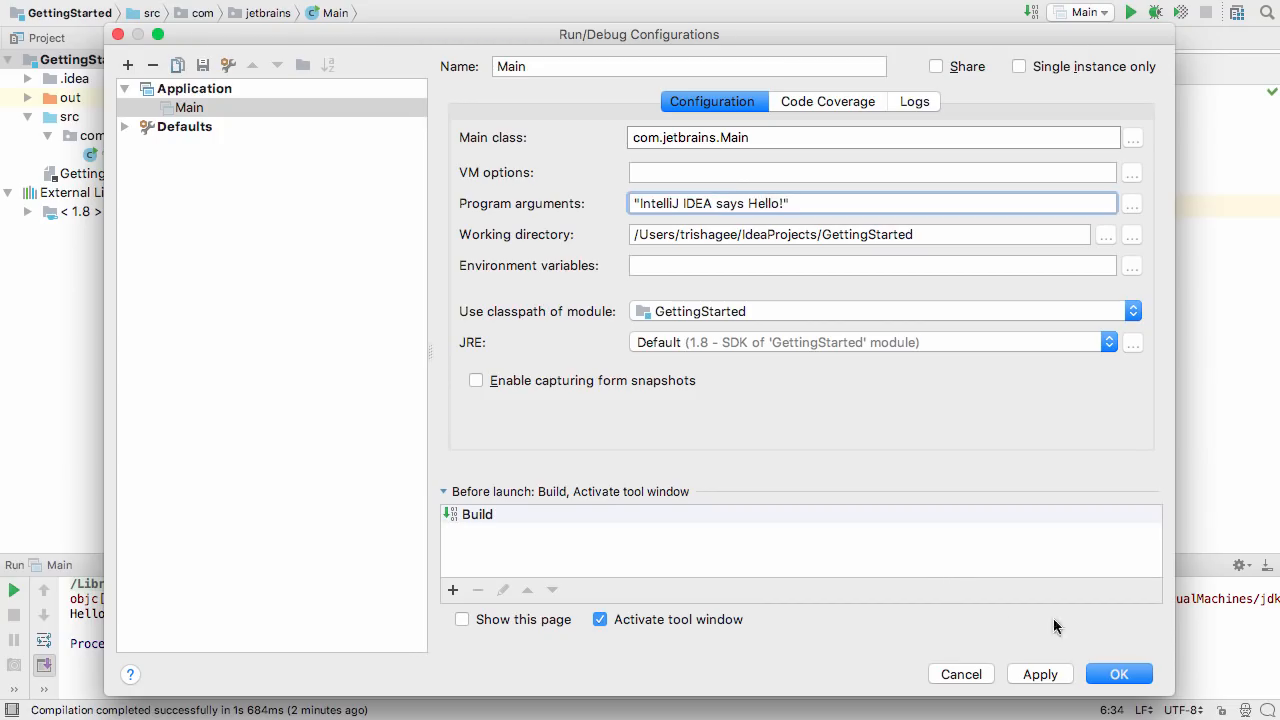 GettingStarted src com jetbrains Main
Main
Project
Run/Debug Configurations
GettingSta
.idea
out
src
com
Getting
External Li
< 1.8 >
Application
Main
Defaults
Name: Main Share Single instance only
Configuration Code Coverage Logs
Main class: com.jetbrains.Main ...
VM options: ...
Program arguments: "IntelliJ IDEA says Hello!" ...
Working directory: /Users/trishagee/IdeaProjects/GettingStarted ... ...
Environment variables: ...
Use classpath of module: GettingStarted
JRE: Default (1.8 - SDK of 'GettingStarted' module) ...
Enable capturing form snapshots
Before launch: Build, Activate tool window
Build
Show this page Activate tool window
? Cancel Apply OK
Run Main
/Libr
objc[ ualMachines/jdk
Hello
Proce
Compilation completed successfully in 1s 684ms (2 minutes ago) 6:34 LF UTF-8